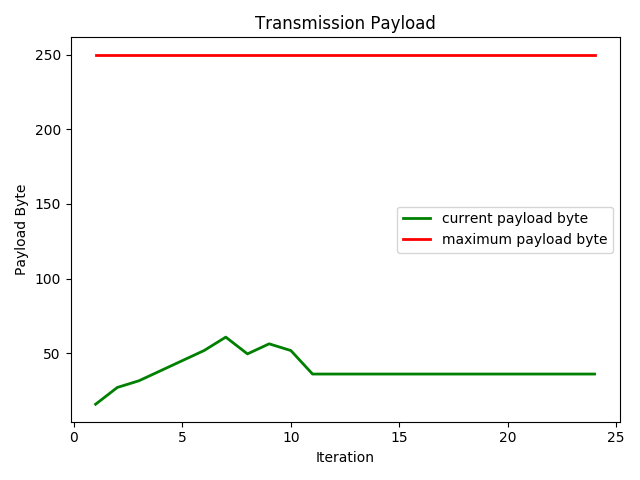 Transmission Payload
250
200
150
100
50
Payload Byte
current payload byte
maximum payload byte
0 5 10 15 20 25
Iteration